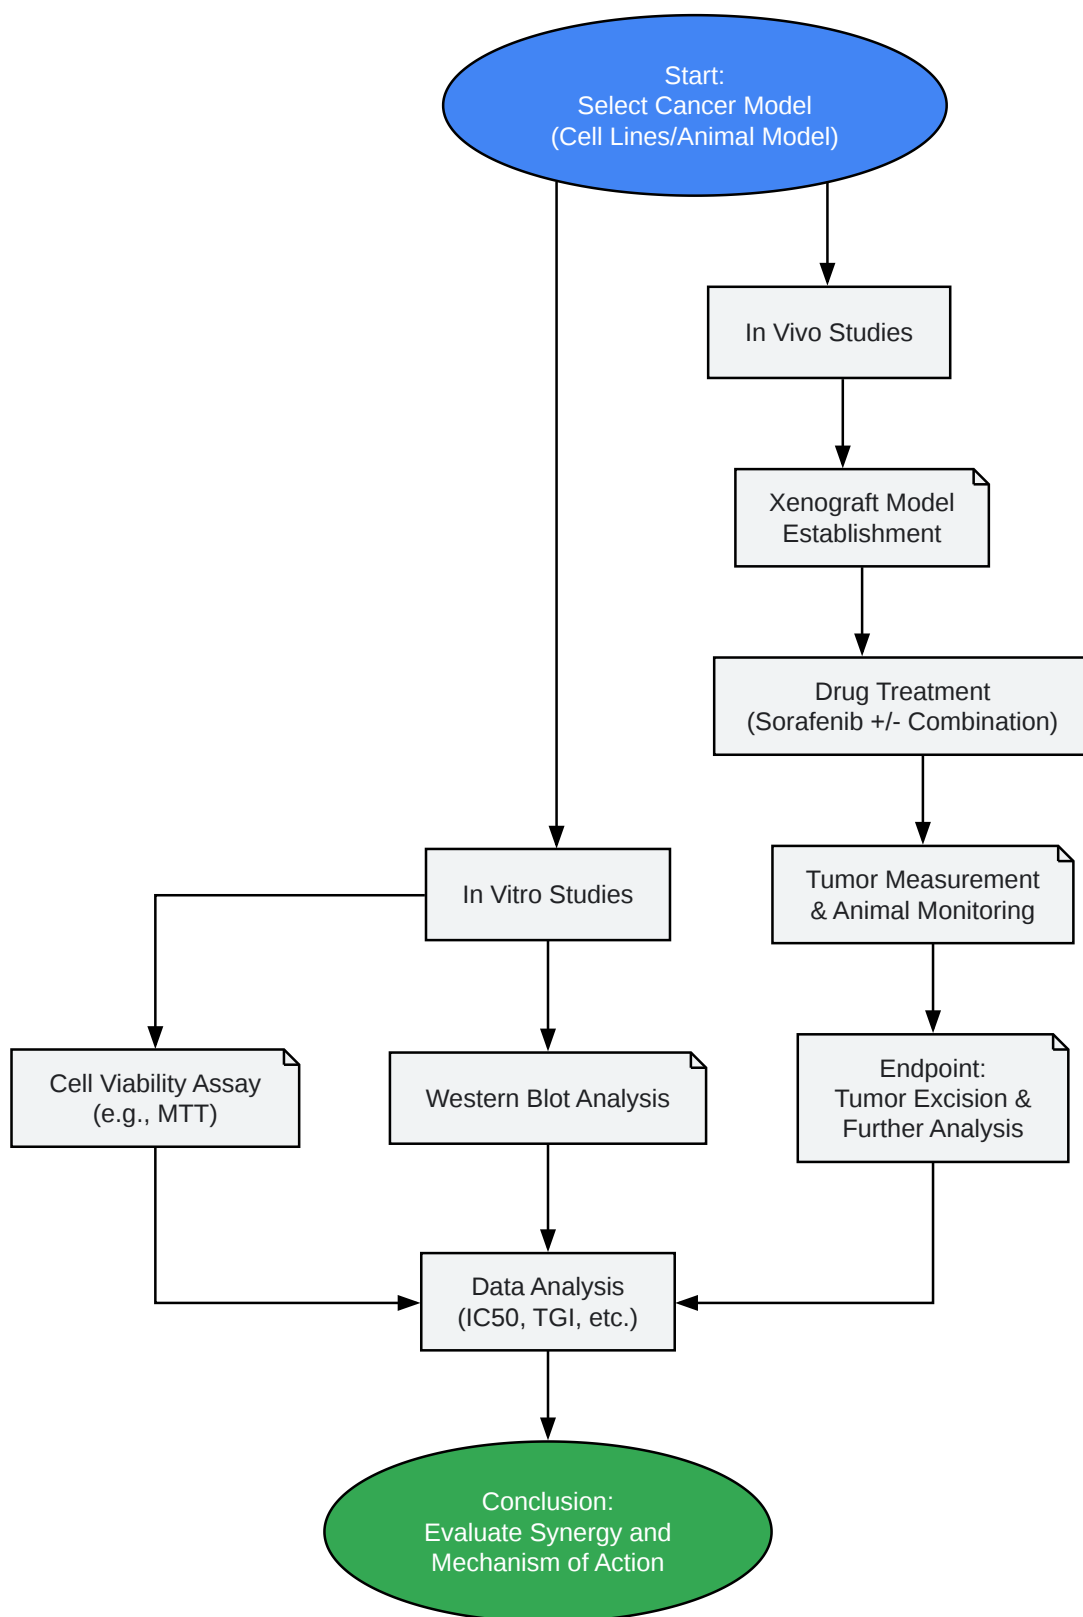 Start:
Select Cancer Model
(Cell Lines/Animal Model)
In Vivo Studies
Xenograft Model
Establishment
Drug Treatment
(Sorafenib +/- Combination)
In Vitro Studies
Tumor Measurement
& Animal Monitoring
Cell Viability Assay
(e.g., MTT)
Western Blot Analysis
Endpoint:
Tumor Excision &
Further Analysis
Data Analysis
(IC50, TGI, etc.)
Conclusion:
Evaluate Synergy and
Mechanism of Action